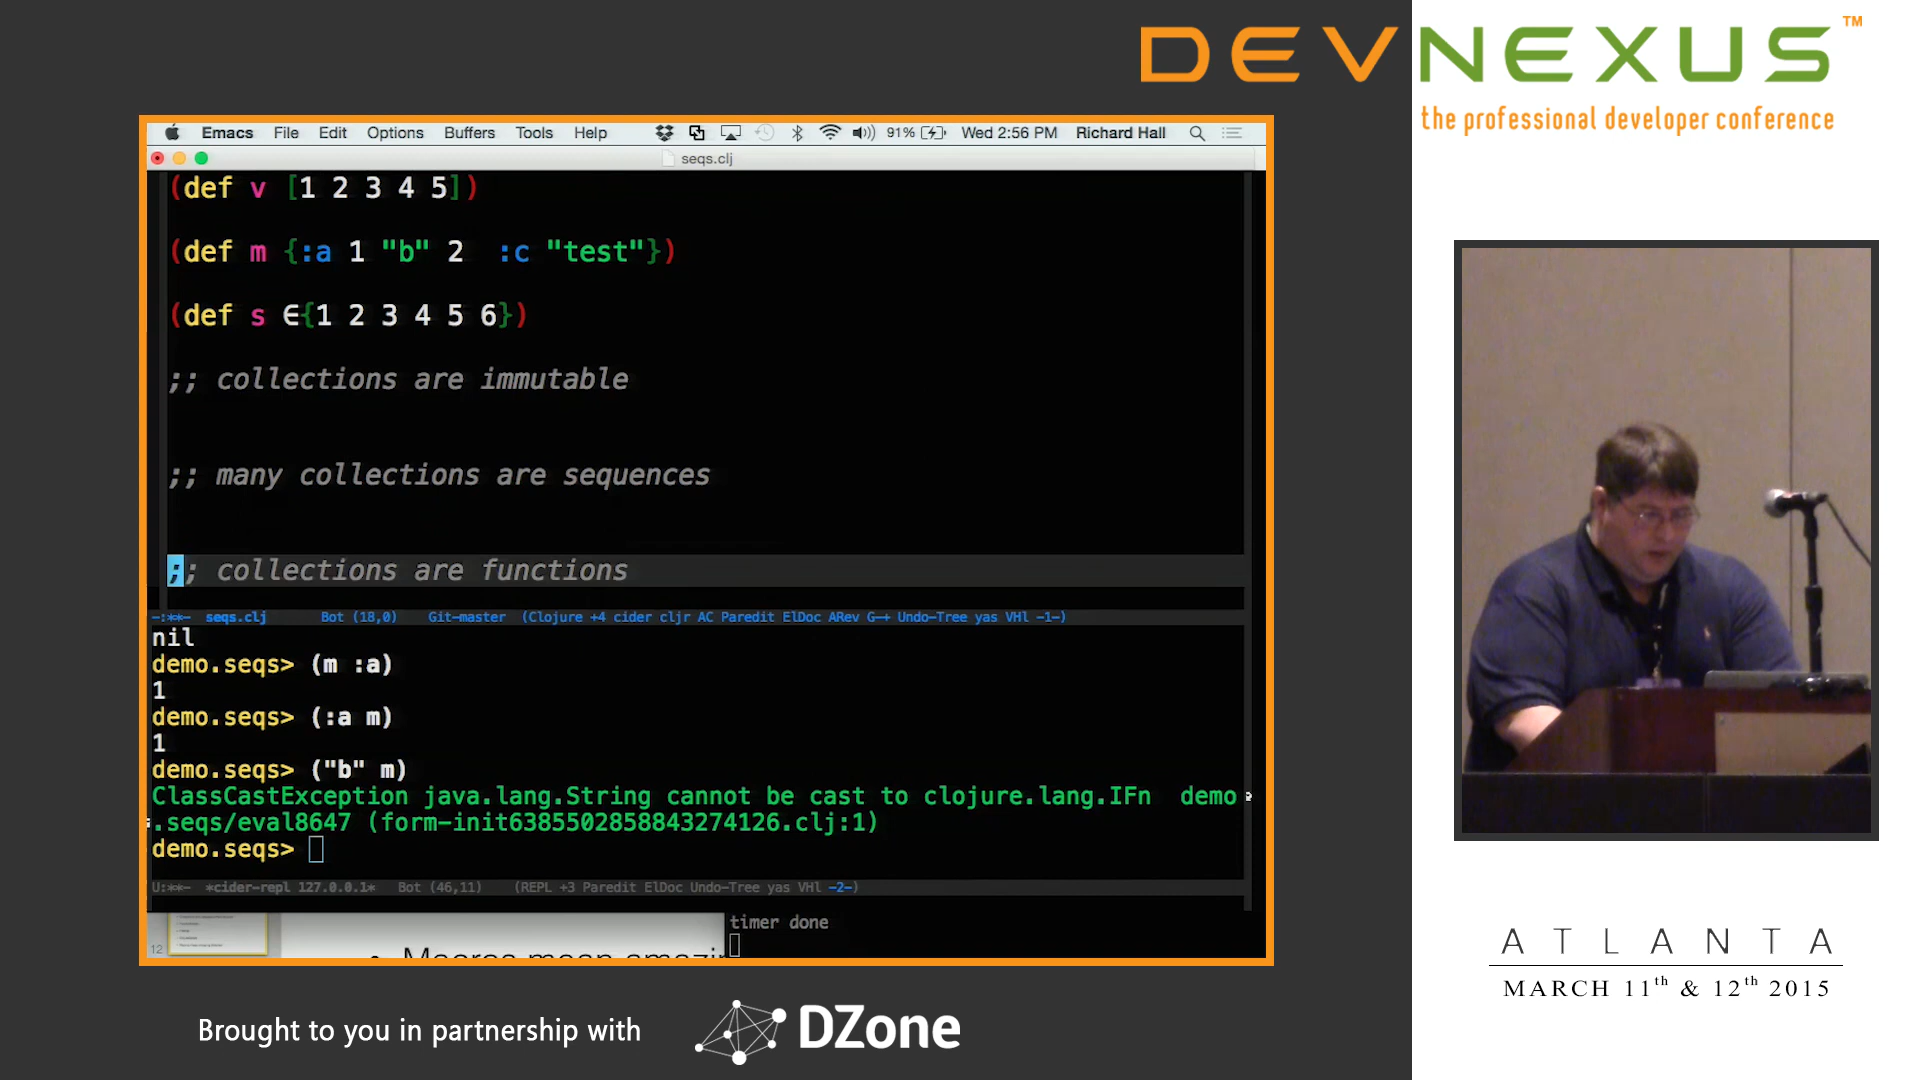 DEVNEXUS™
the professional developer conference
Emacs File Edit Options Buffers Tools Help 91% Wed 2:56 PM Richard Hall
seqs.clj
(def v [1 2 3 4 5])
(def m {:a 1 "b" 2  :c "test"})
(def s ∈{1 2 3 4 5 6})
;; collections are immutable
;; many collections are sequences
;; collections are functions
-:**- seqs.clj Bot (18,0) Git-master (Clojure +4 cider cljr AC Paredit ElDoc ARev G-+ Undo-Tree yas VHl -1-)
nil
demo.seqs> (m :a)
1
demo.seqs> (:a m)
1
demo.seqs> ("b" m)
ClassCastException java.lang.String cannot be cast to clojure.lang.IFn  demo
.seqs/eval8647 (form-init6385502858843274126.clj:1)
demo.seqs>
U:**- *cider-repl 127.0.0.1* Bot (46,11) (REPL +3 Paredit ElDoc Undo-Tree yas VHl -2-)
timer done
12
ATLANTA
MARCH 11th & 12th 2015
Brought to you in partnership with
DZone